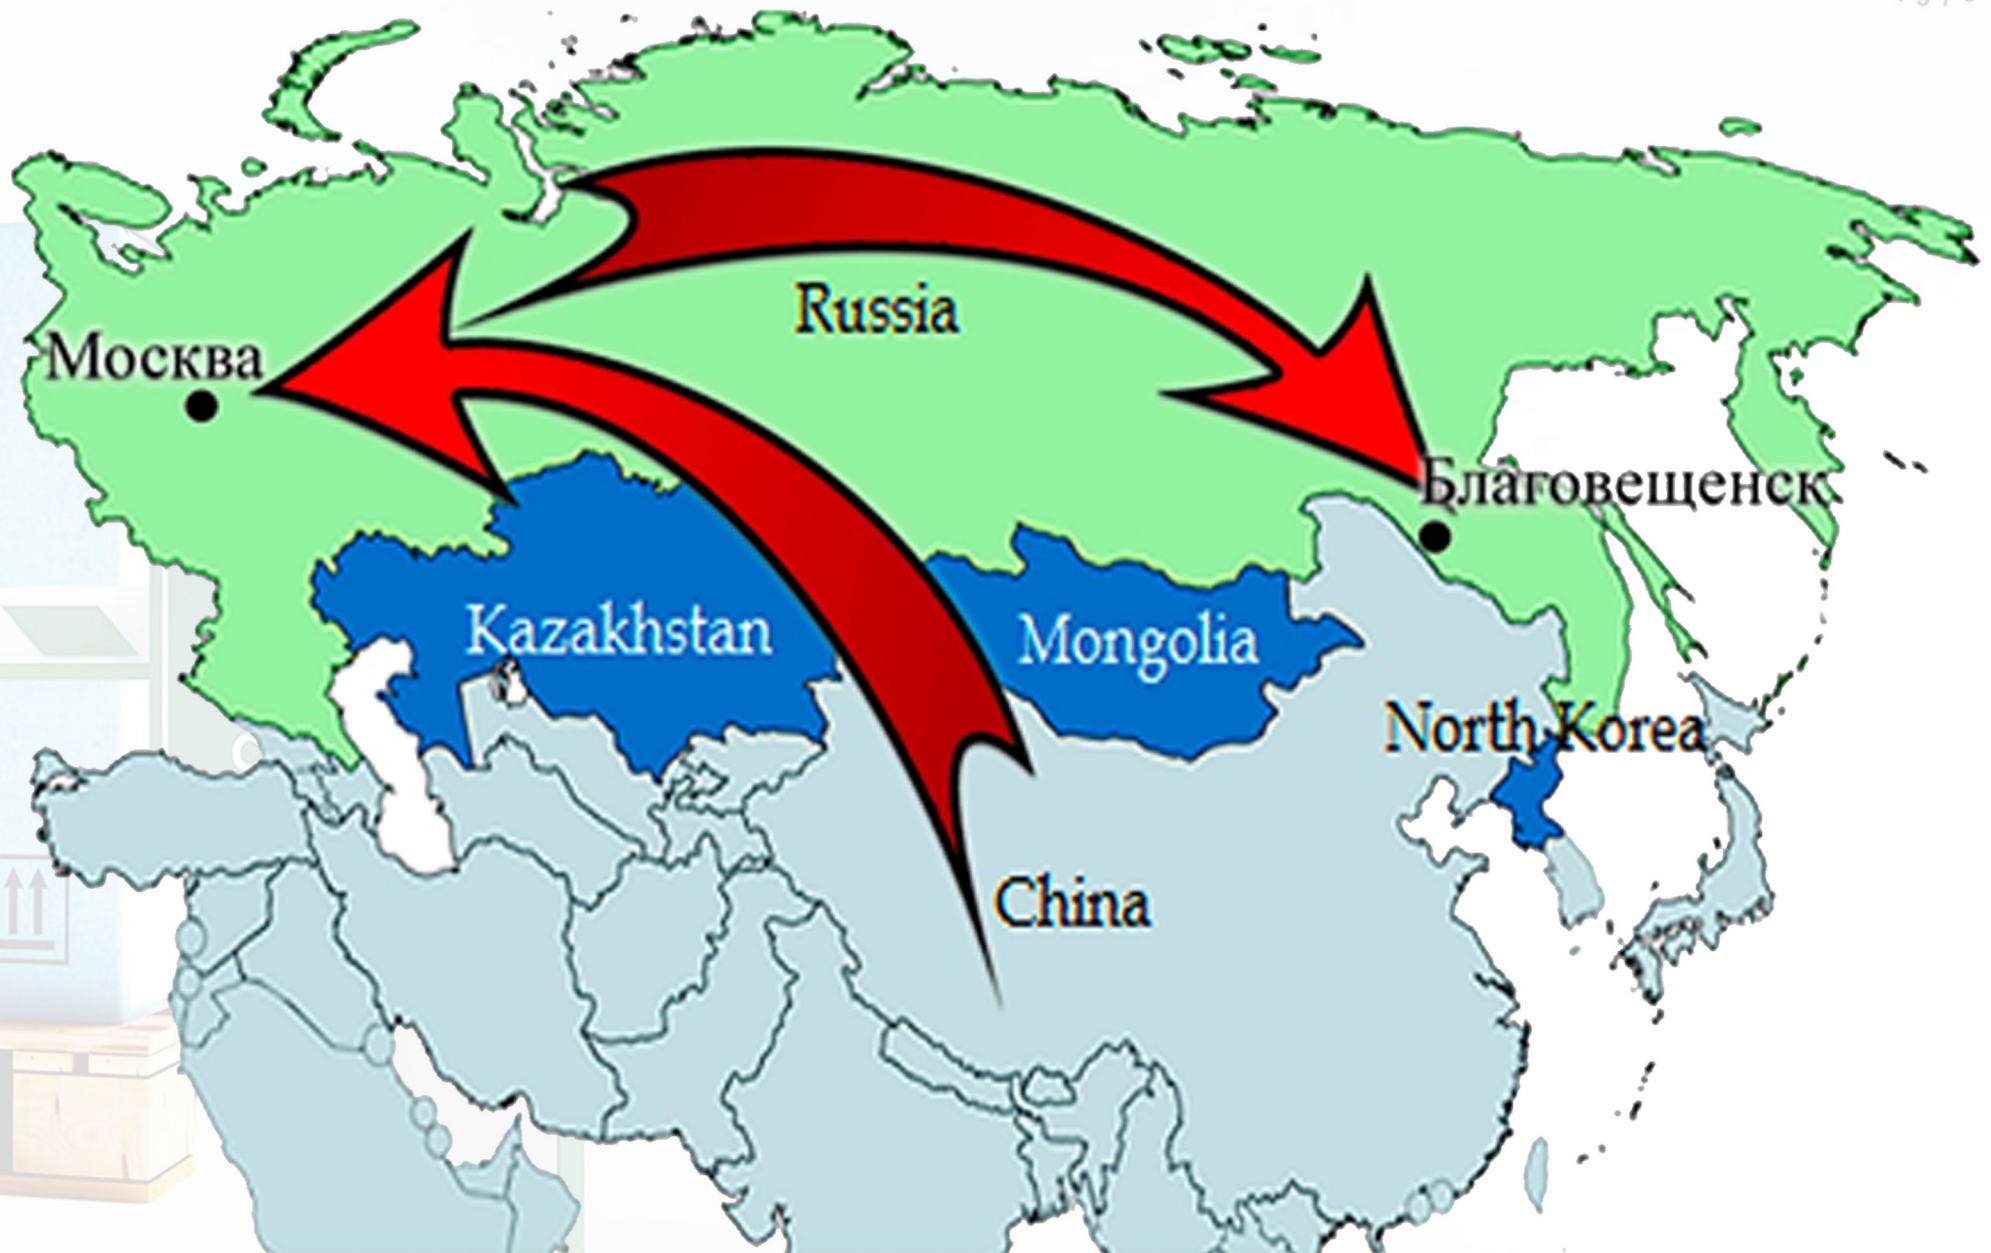 Russia
Москва
Благовещенск
Kazakhstan
Mongolia
North Korea
China